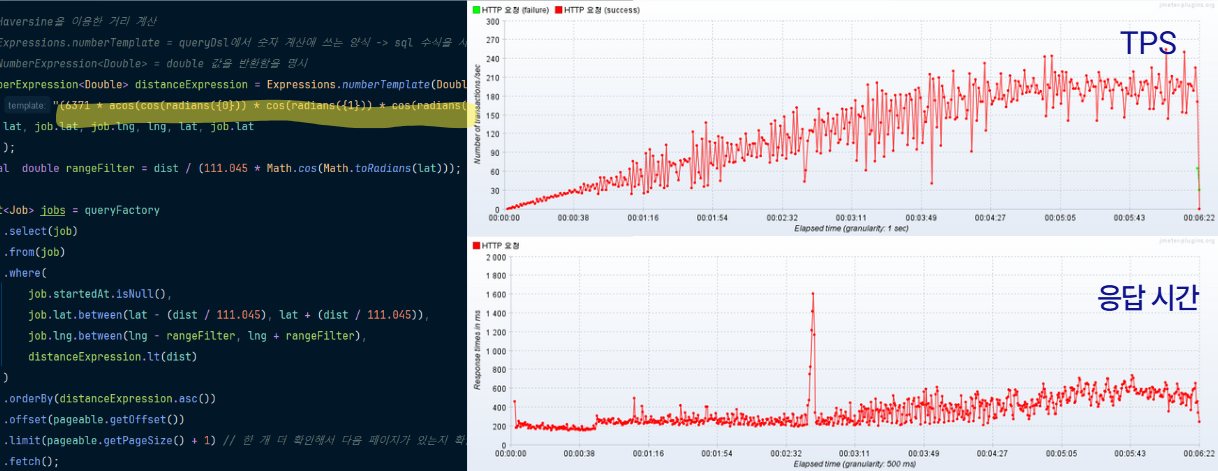 Haversine을 이용한 거리 계산
Expressions.numberTemplate = queryDsl에서 숫자 계산에 쓰는 양식 -> sql 수식을 사
NumberExpression<Double> = double 값을 반환함을 명시
berExpression<Double> distanceExpression = Expressions.numberTemplate(Doubl
template: "(6371 * acos(cos(radians({0})) * cos(radians({1})) * cos(radians(
lat, job.lat, job.lng, lng, lat, job.lat
);
al double rangeFilter = dist / (111.045 * Math.cos(Math.toRadians(lat)));
t<Job> jobs = queryFactory
.select(job)
.from(job)
.where(
job.startedAt.isNull(),
job.lat.between(lat - (dist / 111.045), lat + (dist / 111.045)),
job.lng.between(lng - rangeFilter, lng + rangeFilter),
distanceExpression.lt(dist)
)
.orderBy(distanceExpression.asc())
.offset(pageable.getOffset())
.limit(pageable.getPageSize() + 1) // 한 개 더 확인해서 다음 페이지가 있는지 확
.fetch();
HTTP 요청 (failure) HTTP 요청 (success)
jmeter-plugins.org
TPS
Number of transactions /sec
300
270
240
210
180
150
120
90
60
30
0
00:00:00 00:00:38 00:01:16 00:01:54 00:02:32 00:03:11 00:03:49 00:04:27 00:05:05 00:05:43 00:06:22
Elapsed time (granularity: 1 sec)
HTTP 요청
jmeter-plugins.org
응답 시간
Response times in ms
2 000
1 800
1 600
1 400
1 200
1 000
800
600
400
200
0
00:00:00 00:00:38 00:01:16 00:01:54 00:02:32 00:03:11 00:03:49 00:04:27 00:05:05 00:05:43 00:06:22
Elapsed time (granularity: 500 ms)